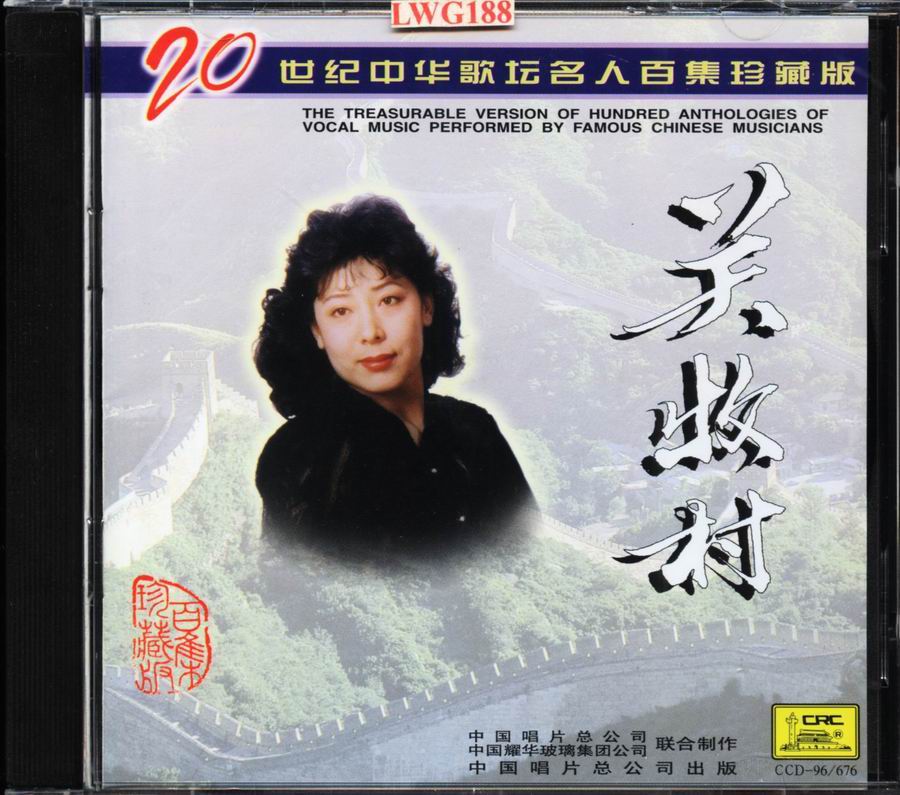 LWG188
20世纪中华歌坛名人百集珍藏版
THE TREASURABLE VERSION OF HUNDRED ANTHOLOGIES OF
VOCAL MUSIC PERFORMED BY FAMOUS CHINESE MUSICIANS
关牧村
百集
珍藏版
中国唱片总公司
中国耀华玻璃集团公司
联合制作
中国唱片总公司出版
CRC
®
CCD-96/676